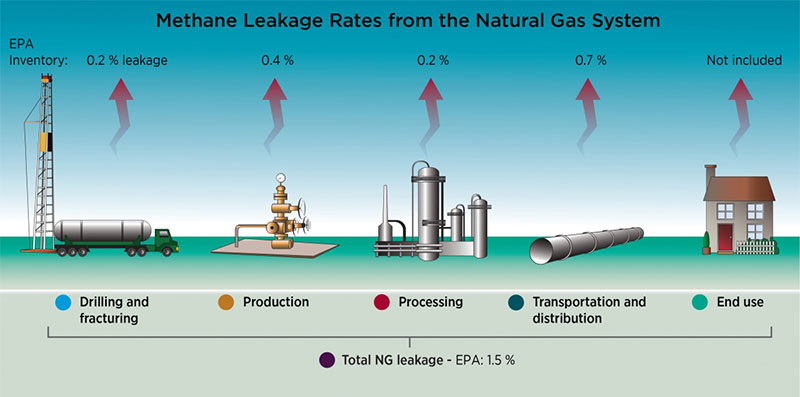 Methane Leakage Rates from the Natural Gas System
EPA
Inventory: 0.2 % leakage 0.4 % 0.2 % 0.7 % Not included
Drilling and fracturing
Production
Processing
Transportation and distribution
End use
Total NG leakage - EPA: 1.5 %